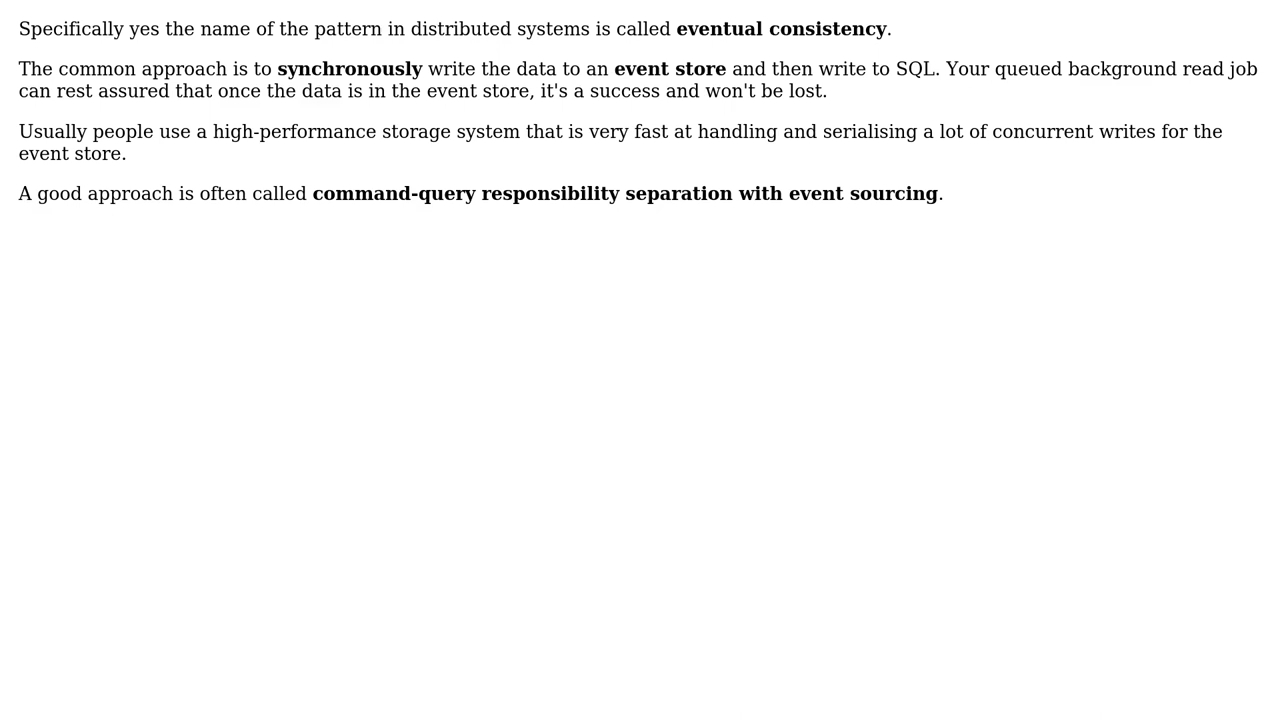 Specifically yes the name of the pattern in distributed systems is called eventual consistency.
The common approach is to synchronously write the data to an event store and then write to SQL. Your queued background read job
can rest assured that once the data is in the event store, it's a success and won't be lost.
Usually people use a high-performance storage system that is very fast at handling and serialising a lot of concurrent writes for the
event store.
A good approach is often called command-query responsibility separation with event sourcing.